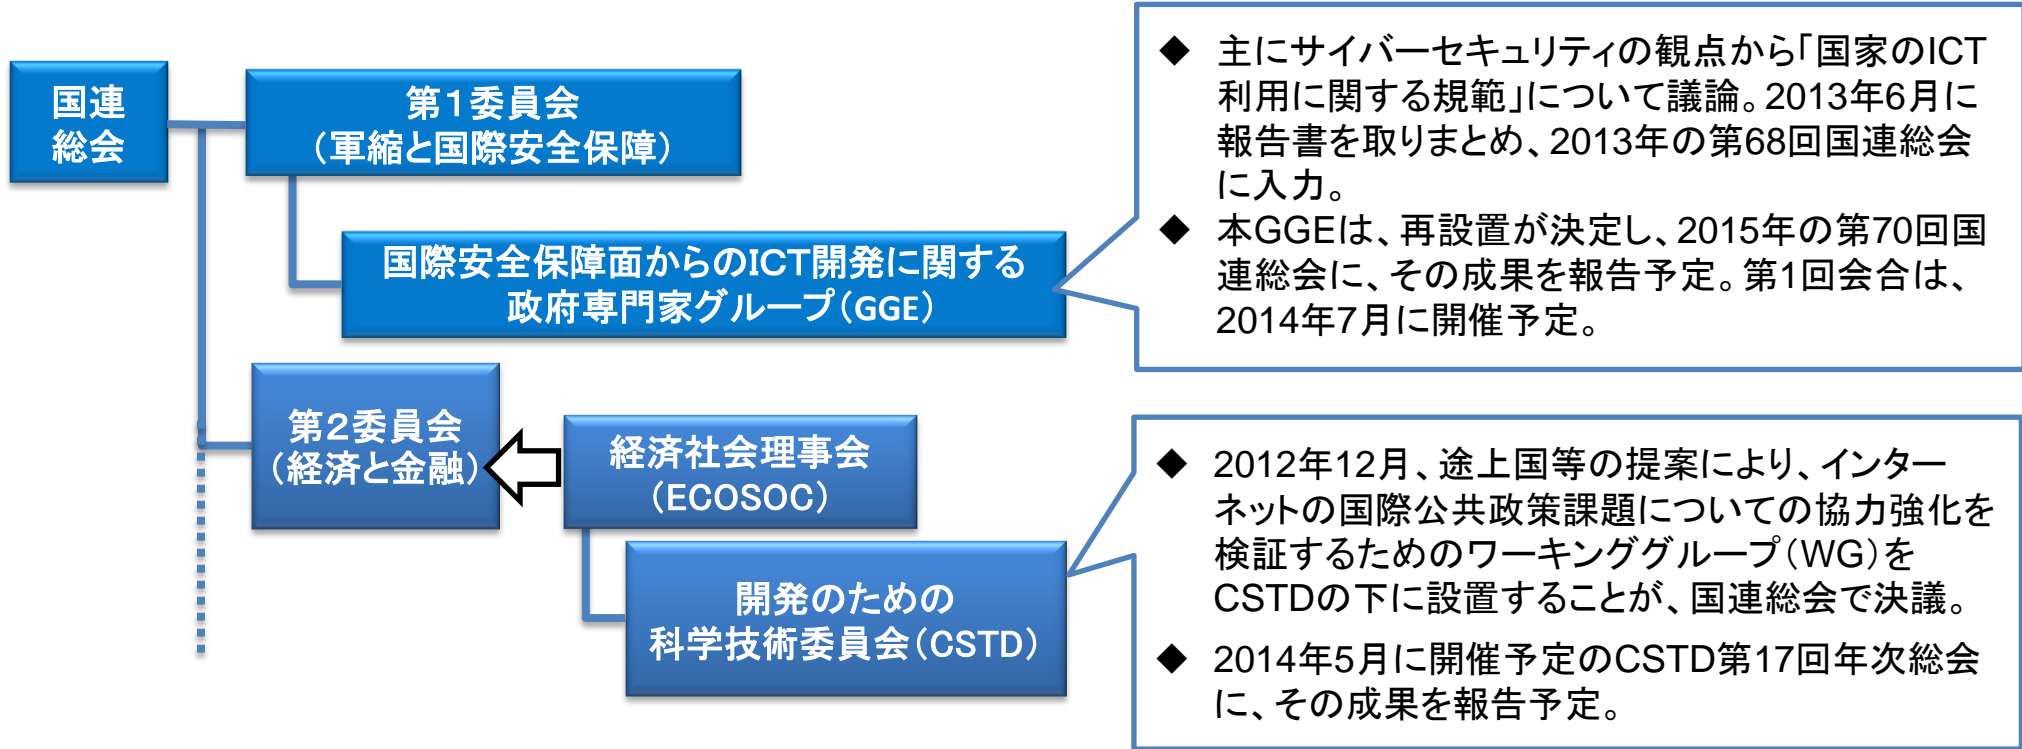 国連
総会
第1委員会
（軍縮と国際安全保障）
国際安全保障面からのICT開発に関する
政府専門家グループ（GGE）
◆ 主にサイバーセキュリティの観点から「国家のICT
利用に関する規範」について議論。2013年6月に
報告書を取りまとめ、2013年の第68回国連総会
に入力。
◆ 本GGEは、再設置が決定し、2015年の第70回国
連総会に、その成果を報告予定。第1回会合は、
2014年7月に開催予定。
第2委員会
（経済と金融）
経済社会理事会
（ECOSOC）
開発のための
科学技術委員会（CSTD）
◆ 2012年12月、途上国等の提案により、インター
ネットの国際公共政策課題についての協力強化を
検証するためのワーキンググループ（WG）を
CSTDの下に設置することが、国連総会で決議。
◆ 2014年5月に開催予定のCSTD第17回年次総会
に、その成果を報告予定。